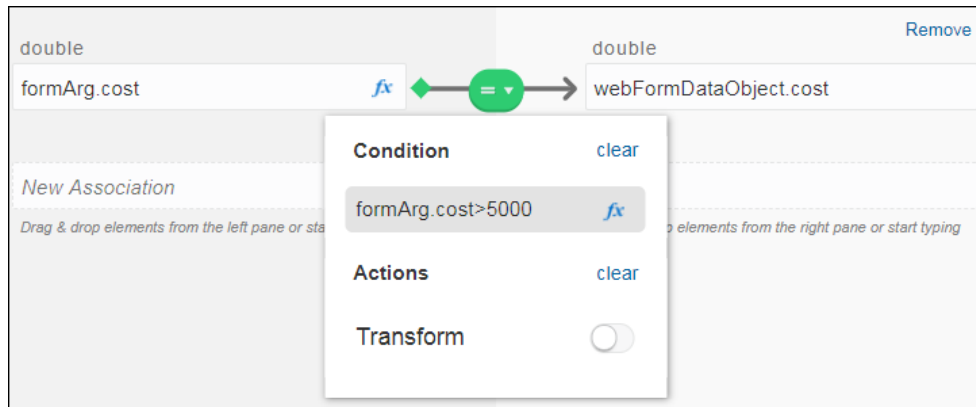 Remove
double
double
formArg.cost fx = webFormDataObject.cost
Condition clear
New Association
formArg.cost>5000 fx
Drag & drop elements from the left pane or sta elements from the right pane or start typing
Actions clear
Transform